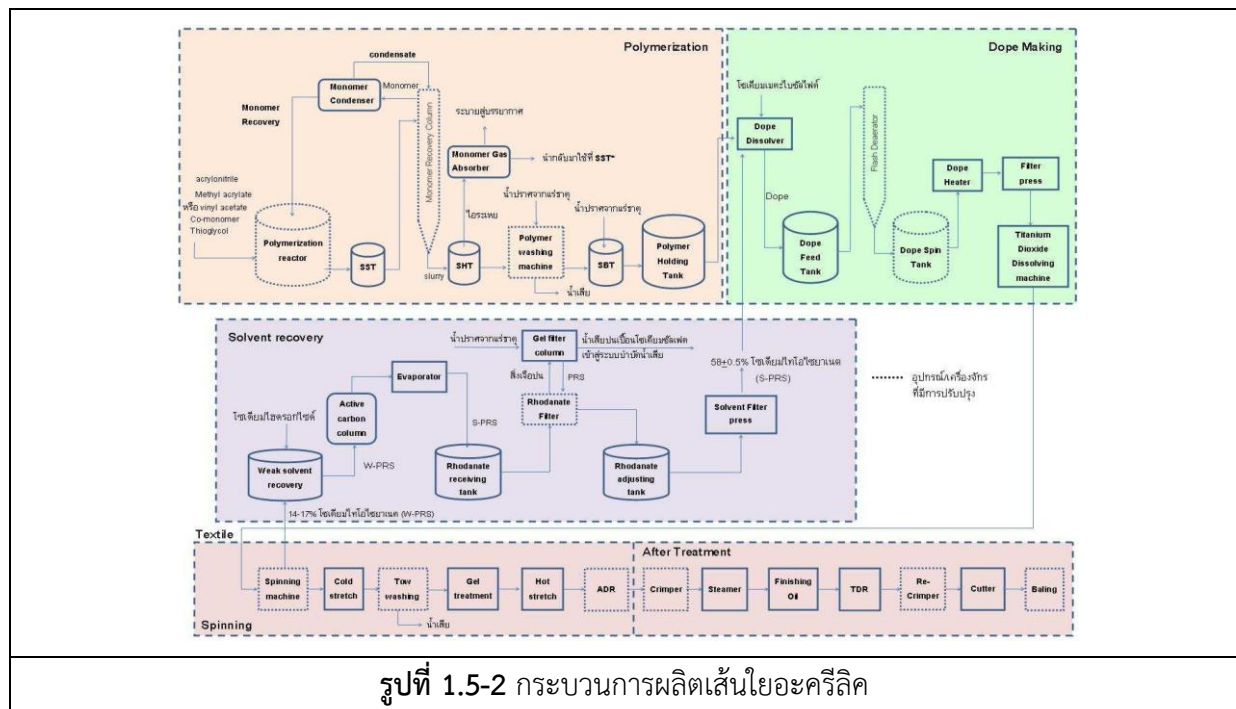 Polymerization
condensate
Monomer
Condenser
Monomer
Monomer
Recovery
Monomer Recovery Column
ระบายสู่บรรยากาศ
Monomer Gas
Absorber
นำกลับมาใช้ที่ SST*
acrylonitrile
Methyl acrylate
หรือ vinyl acetate
Co-monomer
Thioglysol
Polymerization
reactor
SST
slurry
ไอระเหย
SHT
น้ำปราศจากแร่ธาตุ
Polymer
washing
machine
น้ำเสีย
น้ำปราศจากแร่ธาตุ
SBT
Polymer
Holding
Tank
Dope Making
โซเดียมเมตะไบซัลไฟต์
Dope
Dissolver
Dope
Dope
Feed
Tank
Flash Deaerator
Dope Spin
Tank
Dope
Heater
Filter
press
Titanium
Dioxide
Dissolving
machine
Solvent recovery
น้ำปราศจากแร่ธาตุ
Gel filter
column
น้ำเสียปนเปื้อนโซเดียมซัลเฟต
เข้าสู่ระบบบำบัดน้ำเสีย
สิ่งเจือปน
PRS
58±0.5% โซเดียมไทโอไซยาเนต
(S-PRS)
อุปกรณ์/เครื่องจักร
ที่มีการปรับปรุง
Evaporator
Active
carbon
column
โซเดียมไฮดรอกไซด์
Weak solvent
recovery
W-PRS
S-PRS
Rhodanate
receiving
tank
Rhodanate
Filter
Rhodanate
adjusting
tank
Solvent Filter
press
14-17% โซเดียมไทโอไซยาเนต (W-PRS)
Textile
Spinning
machine
Cold
stretch
Tow
washing
น้ำเสีย
Gel
treatment
Hot
stretch
ADR
Spinning
After Treatment
Crimper
Steamer
Finishing
Oil
TDR
Re-
Crimper
Cutter
Baling
รูปที่ 1.5-2 กระบวนการผลิตเส้นใยอะครีลิค